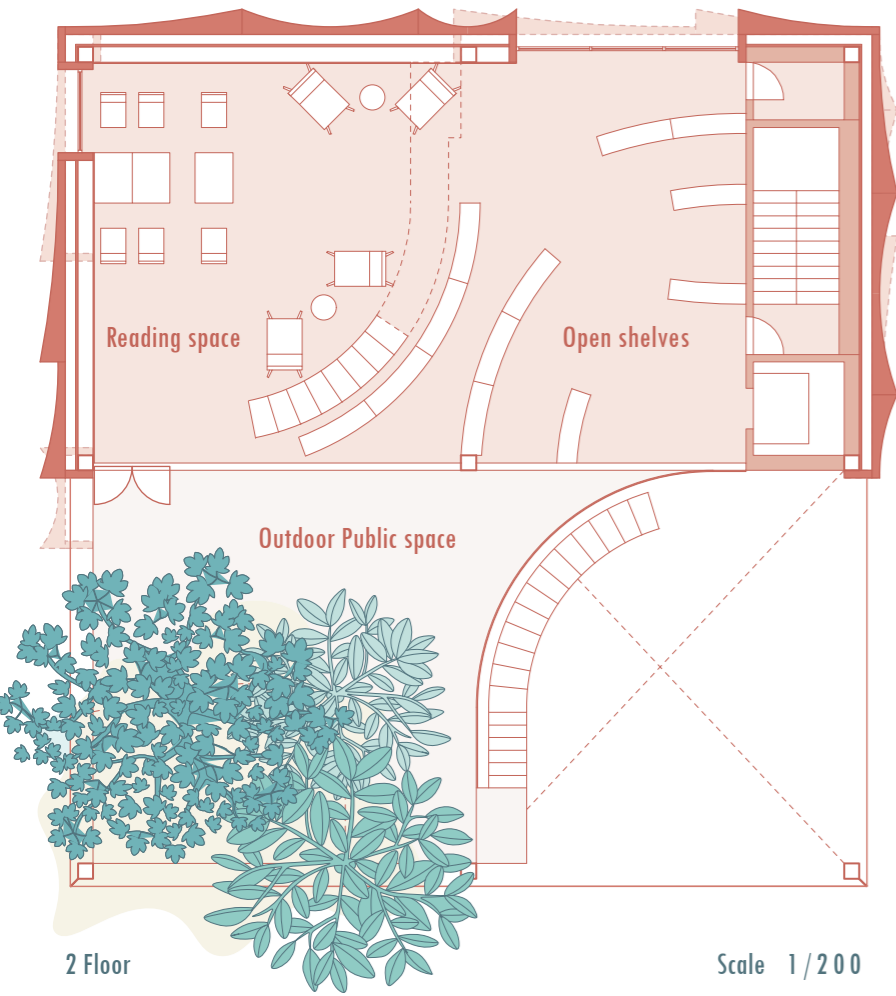 Reading space
Open shelves
Outdoor Public space
2 Floor
Scale 1/200